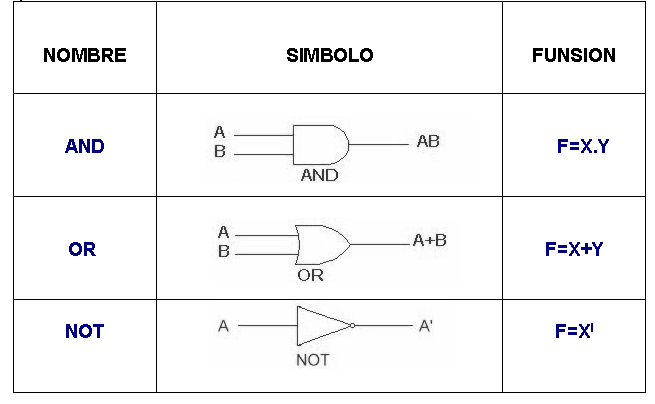 NOMBRE SIMBOLO FUNSION
AND
A
B
AB
AND
F=X.Y
OR
A
B
A+B
OR
F=X+Y
NOT
A
A'
NOT
F=X'